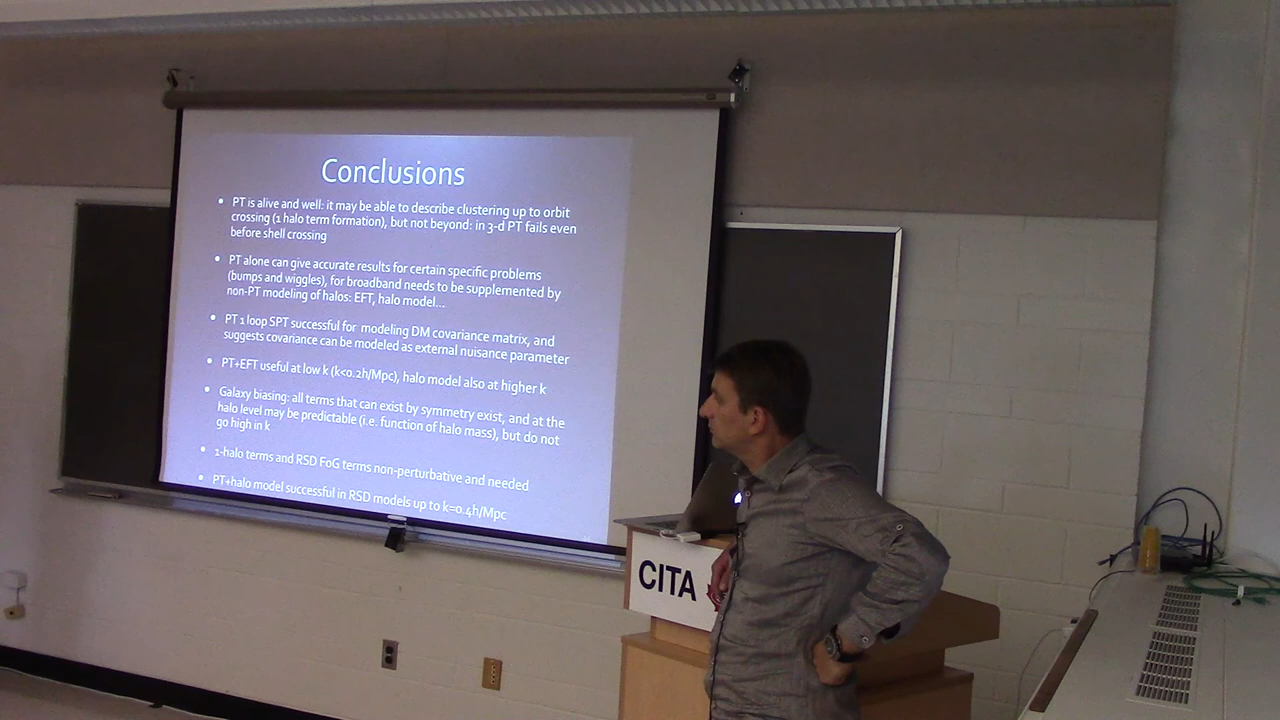 Conclusions
• PT is alive and well: it may be able to describe clustering up to orbit
crossing (1 halo term formation), but not beyond: in 3-d PT fails even
before shell crossing
• PT alone can give accurate results for certain specific problems
(bumps and wiggles), for broadband needs to be supplemented by
non-PT modeling of halos: EFT, halo model...
• PT 1 loop SPT successful for modeling DM covariance matrix, and
suggests covariance can be modeled as external nuisance parameter
• PT+EFT useful at low k (k<0.2h/Mpc), halo model also at higher k
• Galaxy biasing: all terms that can exist by symmetry exist, and at the
halo level may be predictable (i.e. function of halo mass), but do not
go high in k
• 1-halo terms and RSD FoG terms non-perturbative and needed
• PT+halo model successful in RSD models up to k=0.4h/Mpc
CITA